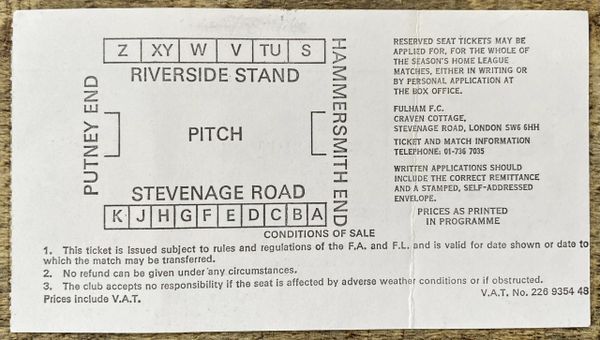 Z XY W V TU S
RIVERSIDE STAND
PUTNEY END
PITCH
HAMMERSMITH END
STEVENAGE ROAD
K J H G F E D C B A
RESERVED SEAT TICKETS MAY BE
APPLIED FOR, FOR THE WHOLE OF
THE SEASON'S HOME LEAGUE
MATCHES, EITHER IN WRITING OR
BY PERSONAL APPLICATION AT
THE BOX OFFICE.
FULHAM F.C.
CRAVEN COTTAGE,
STEVENAGE ROAD, LONDON SW6 6HH
TICKET AND MATCH INFORMATION
TELEPHONE: 01-736 7035
WRITTEN APPLICATIONS SHOULD
INCLUDE THE CORRECT REMITTANCE
AND A STAMPED, SELF-ADDRESSED
ENVELOPE.
PRICES AS PRINTED
IN PROGRAMME
CONDITIONS OF SALE
1. This ticket is issued subject to rules and regulations of the F.A. and F.L. and is valid for date shown or date to
which the match may be transferred.
2. No refund can be given under any circumstances.
3. The club accepts no responsibility if the seat is affected by adverse weather conditions or if obstructed.
Prices include V.A.T.
V.A.T. No. 226 9354 48